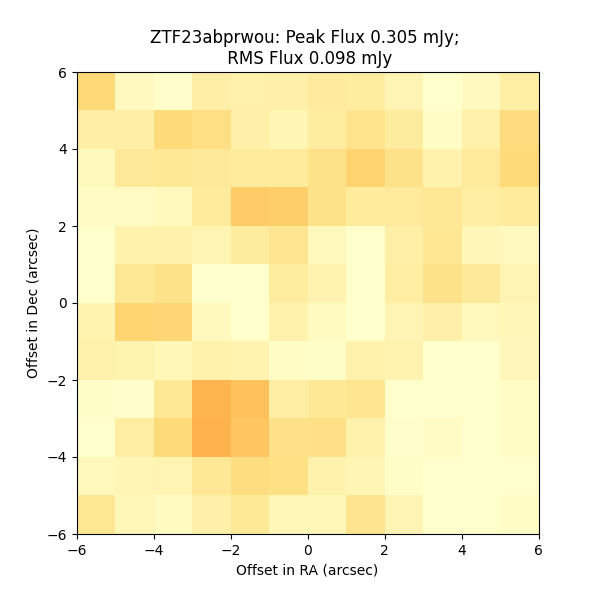 ZTF23abprwou: Peak Flux 0.305 mJy;
RMS Flux 0.098 mJy
6
4
2
0
−2
−4
−6
Offset in Dec (arcsec)
−6 −4 −2 0 2 4 6
Offset in RA (arcsec)